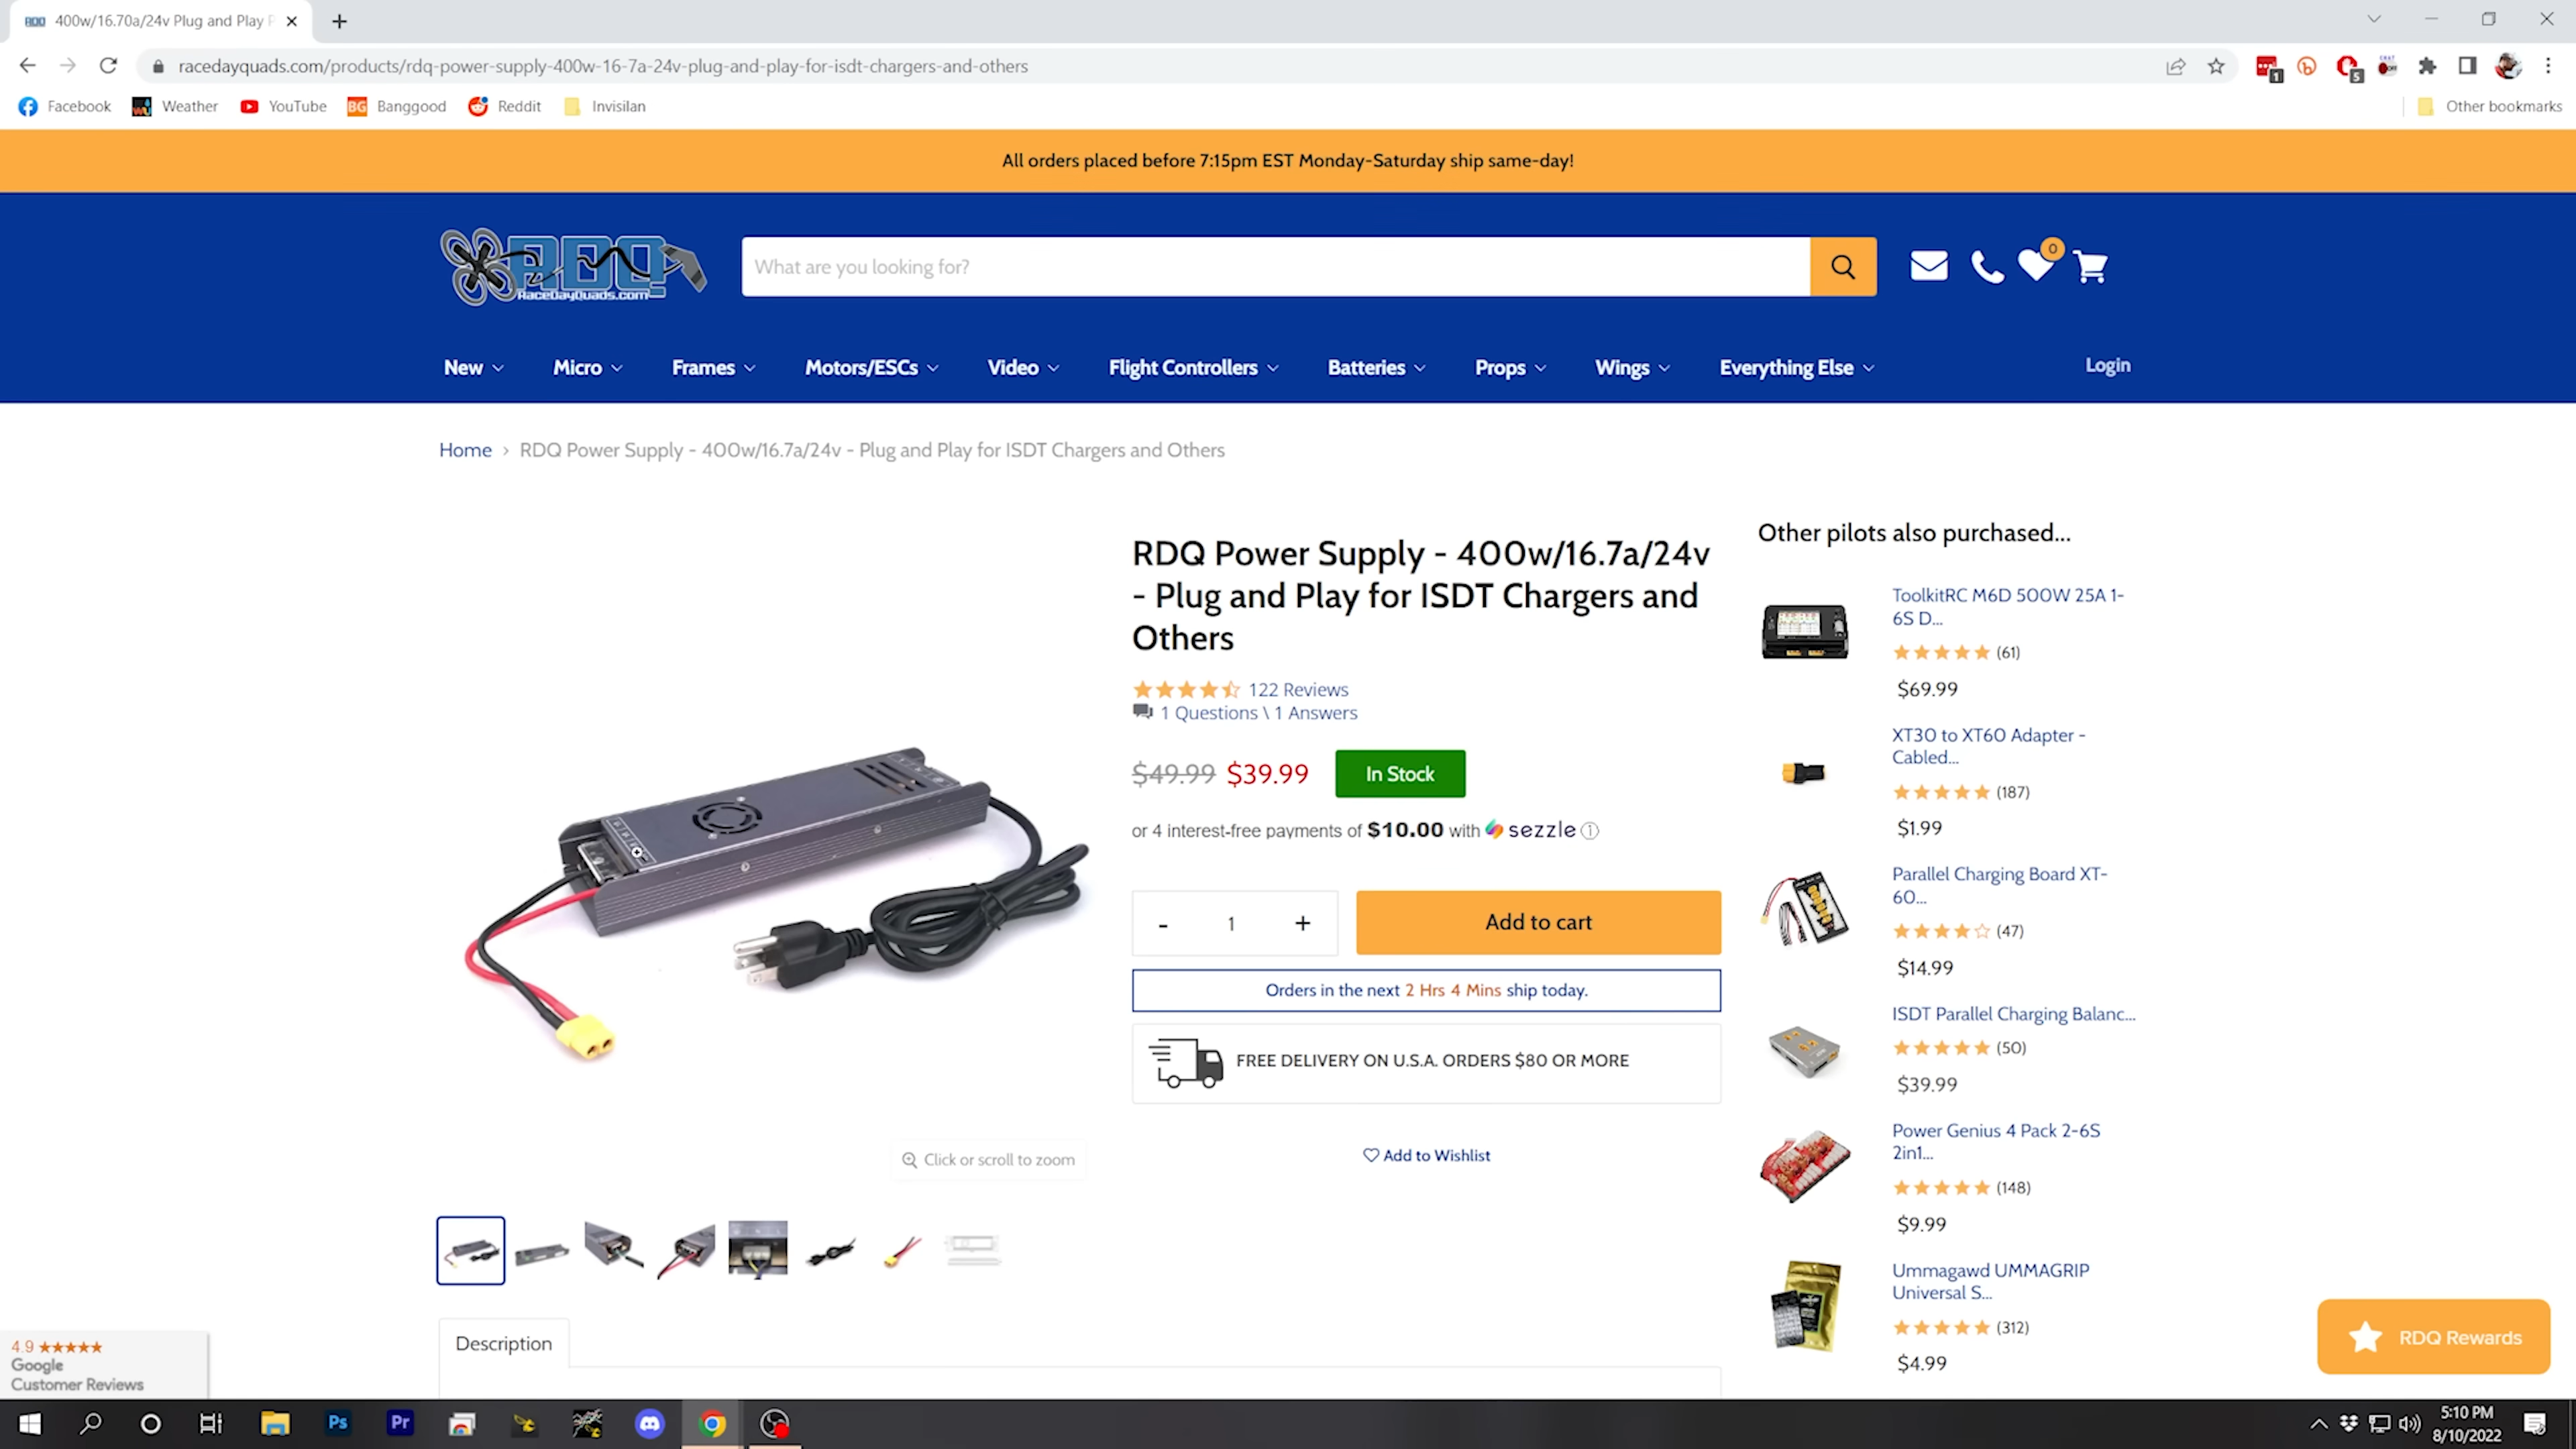 400w/16.70a/24v Plug and Play P
racedayquads.com/products/rdq-power-supply-400w-16-7a-24v-plug-and-play-for-isdt-chargers-and-others
1
5
Facebook
Weather
YouTube
BG Banggood
Reddit
Invisilan
Other bookmarks
All orders placed before 7:15pm EST Monday-Saturday ship same-day!
RDQ
RaceDayQuads.com
What are you looking for?
0
New
Micro
Frames
Motors/ESCs
Video
Flight Controllers
Batteries
Props
Wings
Everything Else
Login
Home > RDQ Power Supply - 400w/16.7a/24v - Plug and Play for ISDT Chargers and Others
RDQ Power Supply - 400w/16.7a/24v
- Plug and Play for ISDT Chargers and
Others
122 Reviews
1 Questions \ 1 Answers
$49.99 $39.99
In Stock
or 4 interest-free payments of $10.00 with sezzle
- 1 +
Add to cart
Orders in the next 2 Hrs 4 Mins ship today.
FREE DELIVERY ON U.S.A. ORDERS $80 OR MORE
Add to Wishlist
Click or scroll to zoom
Description
Other pilots also purchased...
ToolkitRC M6D 500W 25A 1-
6S D...
(61)
$69.99
XT30 to XT60 Adapter -
Cabled...
(187)
$1.99
Parallel Charging Board XT-
60...
(47)
$14.99
ISDT Parallel Charging Balanc...
(50)
$39.99
Power Genius 4 Pack 2-6S
2in1...
(148)
$9.99
Ummagawd UMMAGRIP
Universal S...
(312)
$4.99
RDQ Rewards
4.9
Google
Customer Reviews
Ps
Pr
5:10 PM
8/10/2022